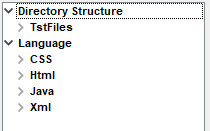 Directory Structure
TstFiles
Language
CSS
Html
Java
Xml